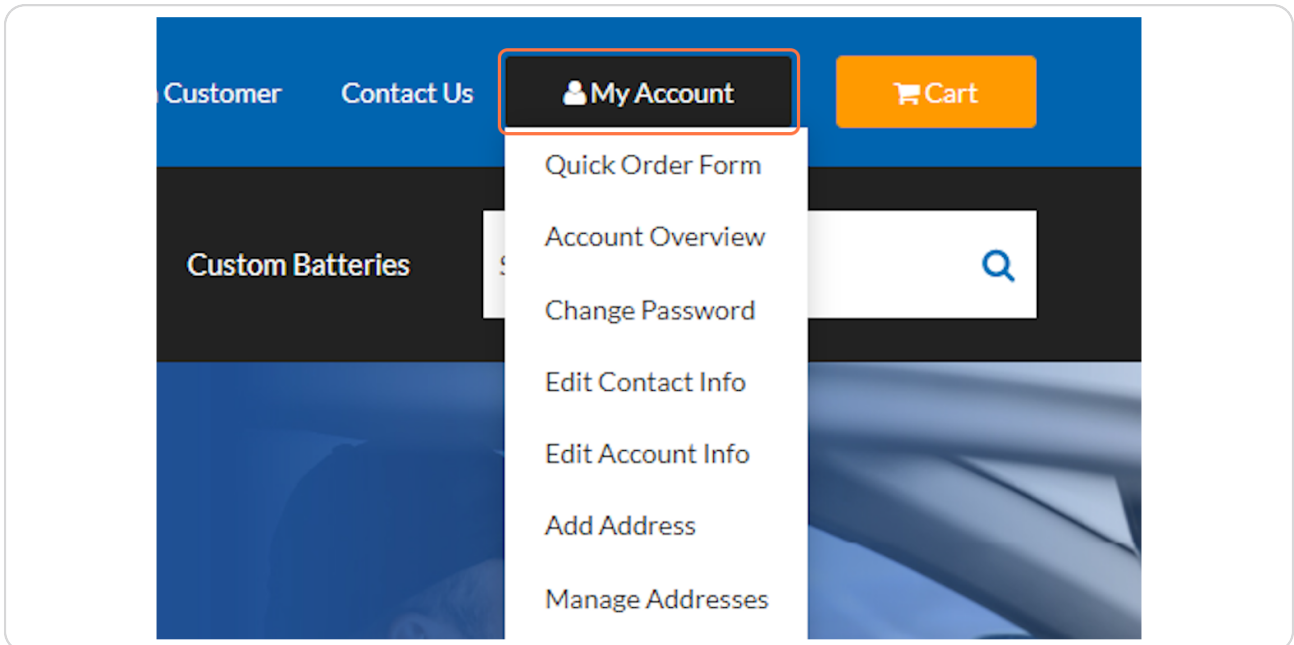 Customer Contact Us My Account Cart
Quick Order Form
Account Overview
Custom Batteries
Change Password
Edit Contact Info
Edit Account Info
Add Address
Manage Addresses